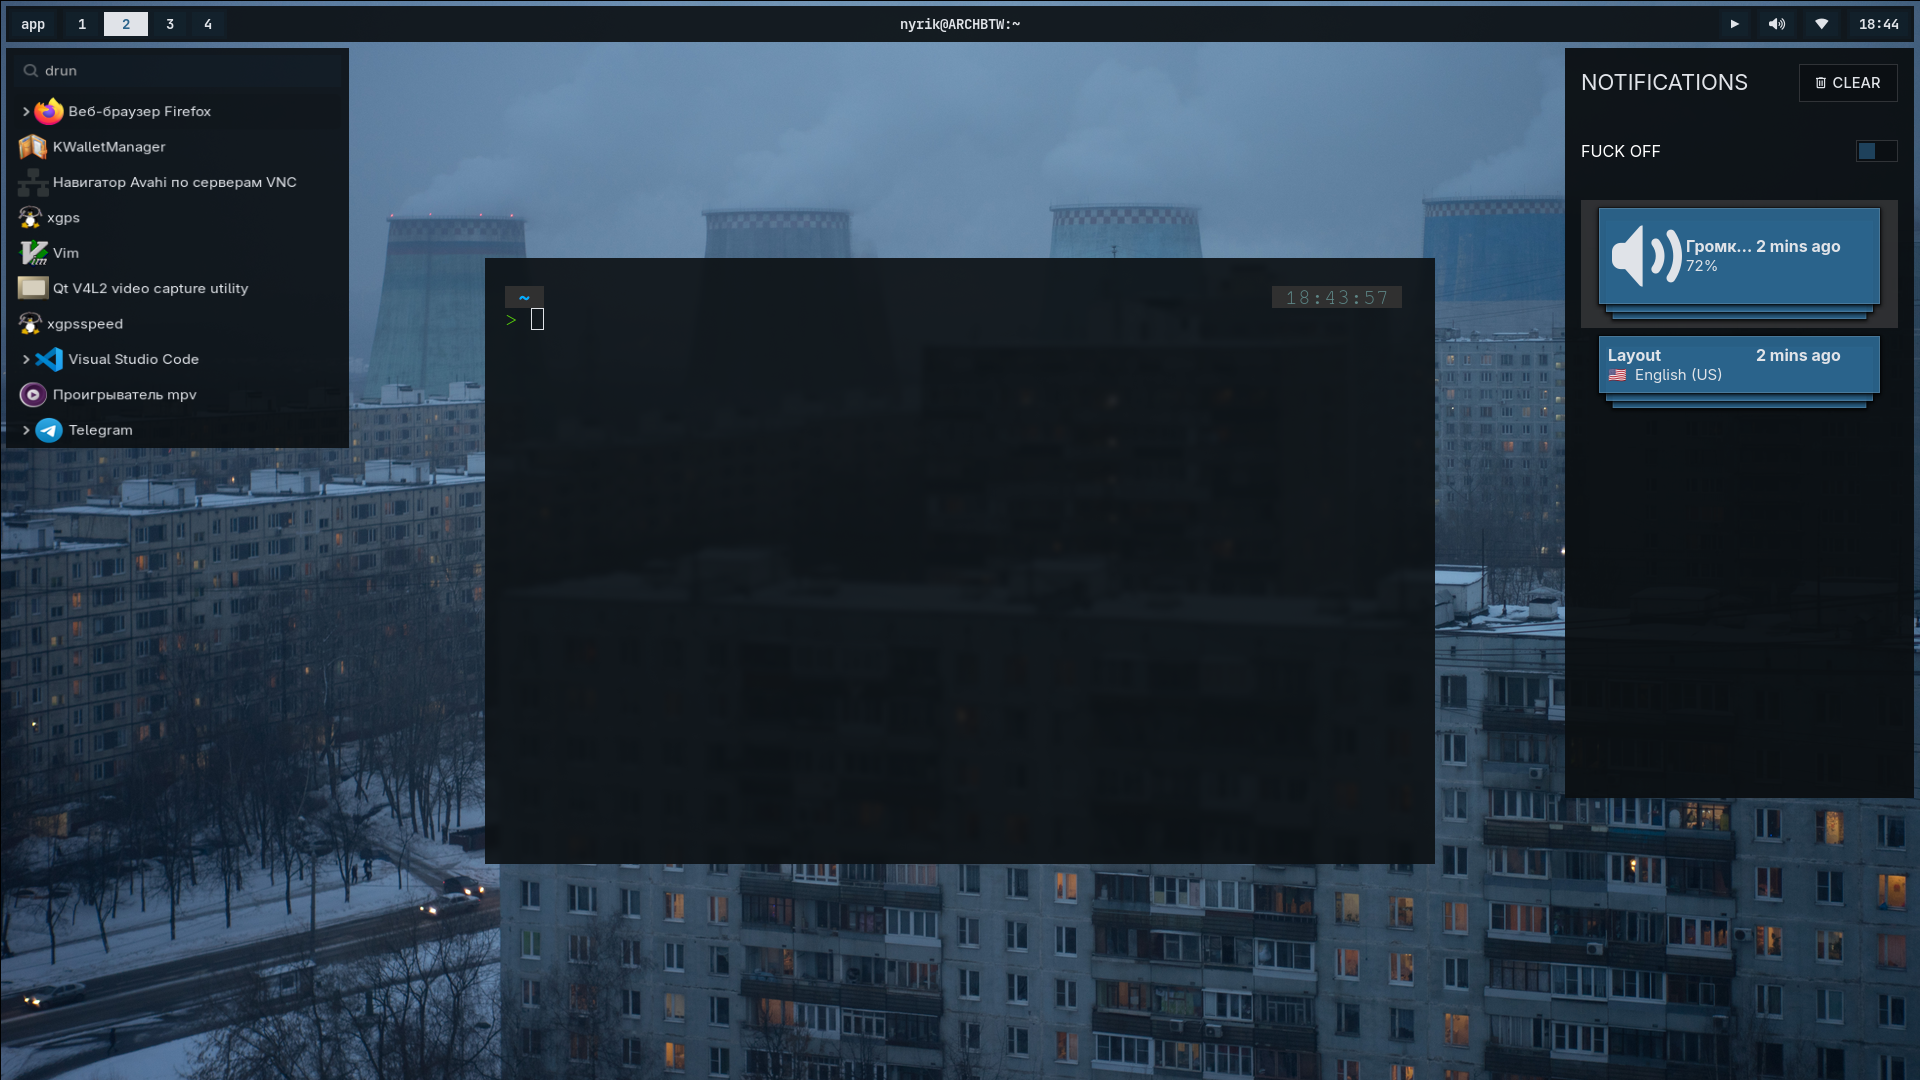 app 1 2 3 4
nyrik@ARCHBTW:~
18:44
drun
Веб-браузер Firefox
KWalletManager
Навигатор Avahi по серверам VNC
xgps
Vim
Qt V4L2 video capture utility
xgpsspeed
Visual Studio Code
Проигрыватель mpv
Telegram
~
18:43:57
>
NOTIFICATIONS
CLEAR
FUCK OFF
Громк... 2 mins ago
72%
Layout 2 mins ago
🇺🇸 English (US)